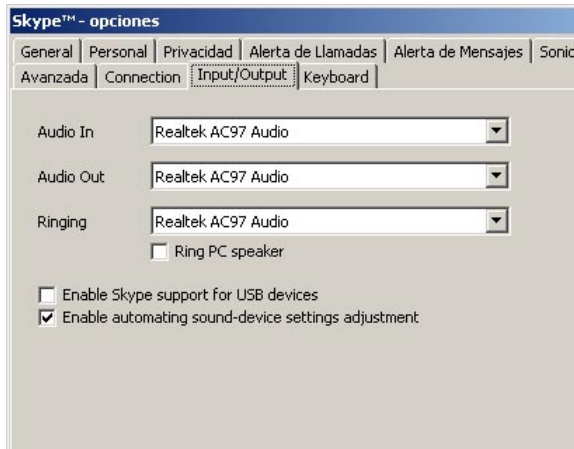 Skype™ - opciones
General Personal Privacidad Alerta de Llamadas Alerta de Mensajes
Avanzada Connection Input/Output Keyboard
Audio In Realtek AC97 Audio
Audio Out Realtek AC97 Audio
Ringing Realtek AC97 Audio
Ring PC speaker
Enable Skype support for USB devices
Enable automating sound-device settings adjustment